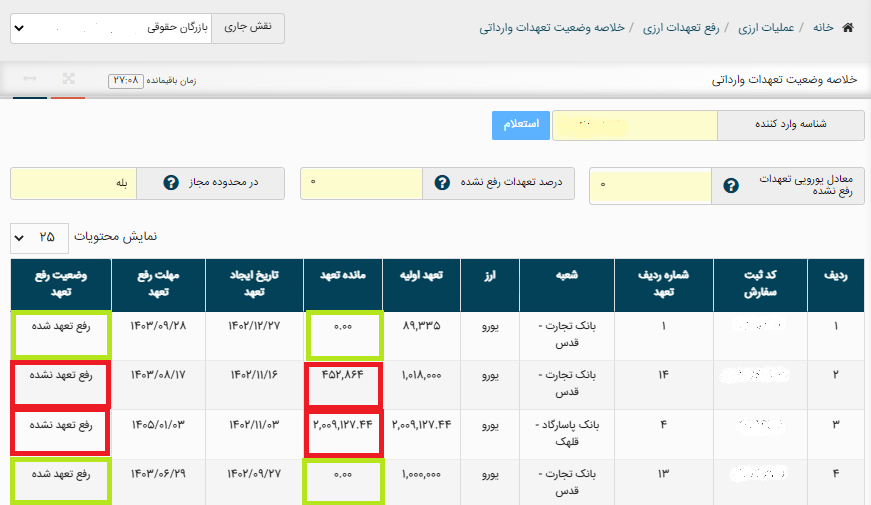 خانه / عملیات ارزی / رفع تعهدات ارزی / خلاصه وضعیت تعهدات وارداتی
نقش جاری بازرگان حقوقی
خلاصه وضعیت تعهدات وارداتی
زمان باقیمانده ۲۷:۰۸
شناسه وارد کننده
استعلام
معادل یورویی تعهدات رفع نشده ۰
درصد تعهدات رفع نشده ۰
در محدوده مجاز بله
نمایش محتویات ۲۵
ردیف کد ثبت سفارش شماره ردیف تعهد شعبه ارز تعهد اولیه مانده تعهد تاریخ ایجاد تعهد مهلت رفع تعهد وضعیت رفع تعهد
۱ ۱ بانک تجارت - قدس یورو ۸۹,۳۳۵ ۰.۰۰ ۱۴۰۲/۱۲/۲۷ ۱۴۰۳/۰۹/۲۸ رفع تعهد شده
۲ ۱۴ بانک تجارت - قدس یورو ۱,۰۱۸,۰۰۰ ۴۵۲,۸۶۴ ۱۴۰۲/۱۱/۱۶ ۱۴۰۳/۰۸/۱۷ رفع تعهد نشده
۳ ۴ بانک پاسارگاد - قلهک یورو ۲,۰۰۹,۱۲۷.۴۴ ۲,۰۰۹,۱۲۷.۴۴ ۱۴۰۲/۱۱/۰۳ ۱۴۰۵/۰۱/۰۳ رفع تعهد نشده
۴ ۱۳ بانک تجارت - قدس یورو ۱,۰۰۰,۰۰۰ ۰.۰۰ ۱۴۰۲/۰۹/۲۷ ۱۴۰۳/۰۶/۲۹ رفع تعهد شده